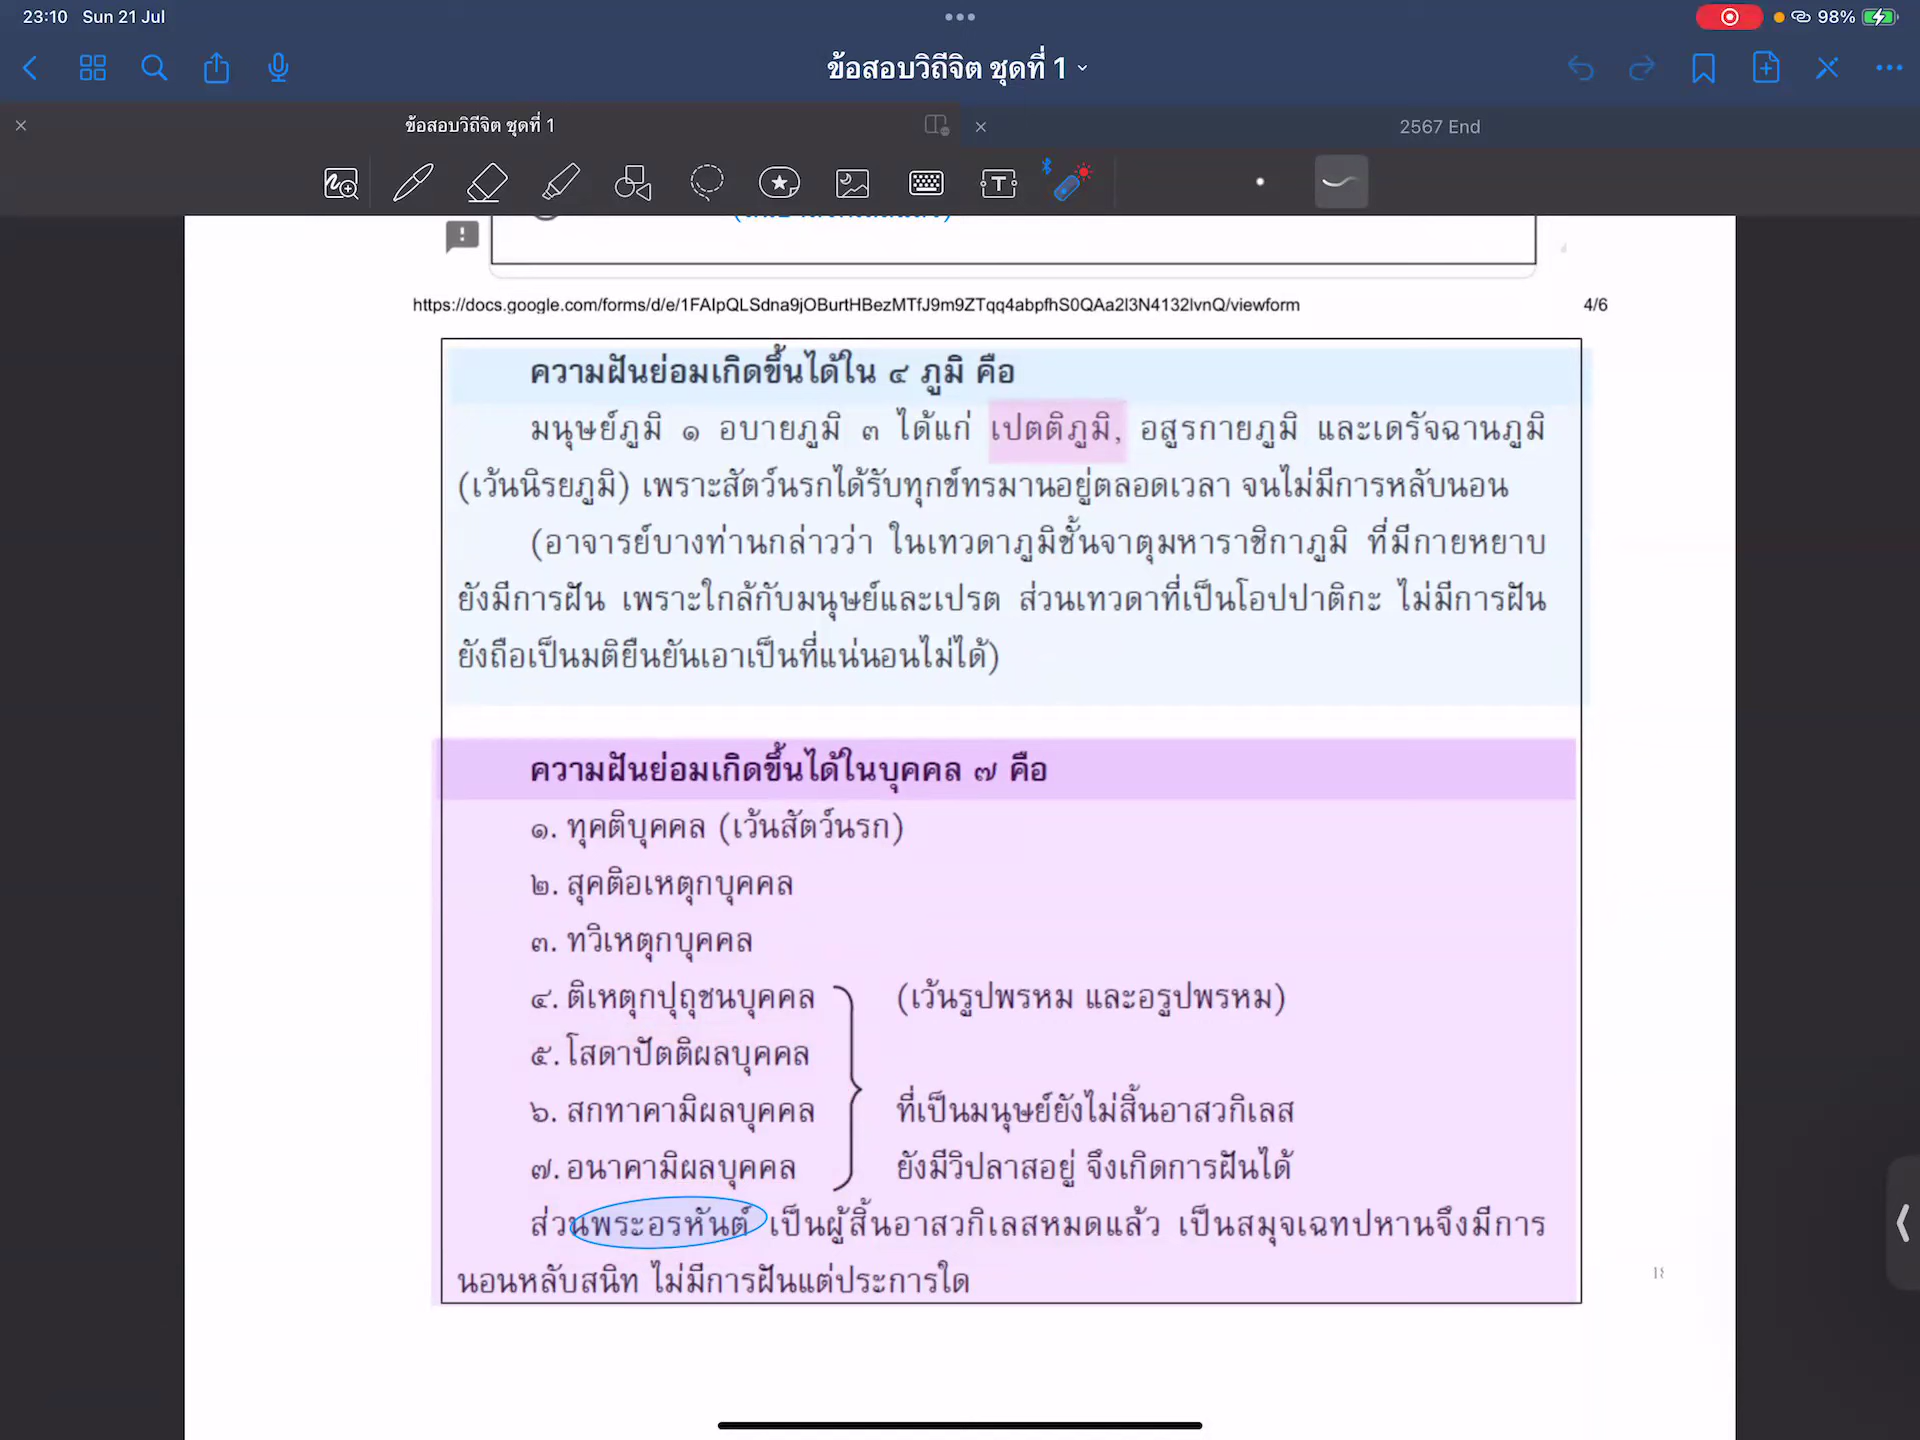 23:10 Sun 21 Jul
98%
ข้อสอบวิถีจิต ชุดที่ 1
ข้อสอบวิถีจิต ชุดที่ 1
2567 End
https://docs.google.com/forms/d/e/1FAIpQLSdna9jOBurtHBezMTfJ9m9ZTqq4abpfhS0QAa2l3N4132lvnQ/viewform 4/6
ความฝันย่อมเกิดขึ้นได้ใน ๔ ภูมิ คือ
มนุษย์ภูมิ ๑ อบายภูมิ ๓ ได้แก่ เปตติภูมิ, อสูรกายภูมิ และเดรัจฉานภูมิ
(เว้นนิรยภูมิ) เพราะสัตว์นรกได้รับทุกข์ทรมานอยู่ตลอดเวลา จนไม่มีการหลับนอน
(อาจารย์บางท่านกล่าวว่า ในเทวดาภูมิชั้นจาตุมหาราชิกาภูมิ ที่มีกายหยาบ
ยังมีการฝัน เพราะใกล้กับมนุษย์และเปรต ส่วนเทวดาที่เป็นโอปปาติกะ ไม่มีการฝัน
ยังถือเป็นมติยืนยันเอาเป็นที่แน่นอนไม่ได้)
ความฝันย่อมเกิดขึ้นได้ในบุคคล ๗ คือ
๑. ทุคติบุคคล (เว้นสัตว์นรก)
๒. สุคติอเหตุกบุคคล
๓. ทวิเหตุกบุคคล
๔. ติเหตุกปุถุชนบุคคล (เว้นรูปพรหม และอรูปพรหม)
๕. โสดาปัตติผลบุคคล
๖. สกทาคามิผลบุคคล ที่เป็นมนุษย์ยังไม่สิ้นอาสวกิเลส
๗. อนาคามิผลบุคคล ยังมีวิปลาสอยู่ จึงเกิดการฝันได้
ส่วนพระอรหันต์ เป็นผู้สิ้นอาสวกิเลสหมดแล้ว เป็นสมุจเฉทปหานจึงมีการ
นอนหลับสนิท ไม่มีการฝันแต่ประการใด